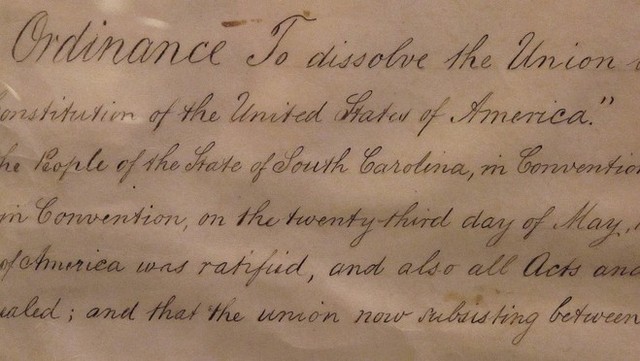 Ordinance To dissolve the Union
onstitution of the United States of America."
he People of the State of South Carolina, in Convention
in Convention, on the twenty-third day of May,
of America was ratified, and also all Acts and
ealed; and that the union now subsisting between